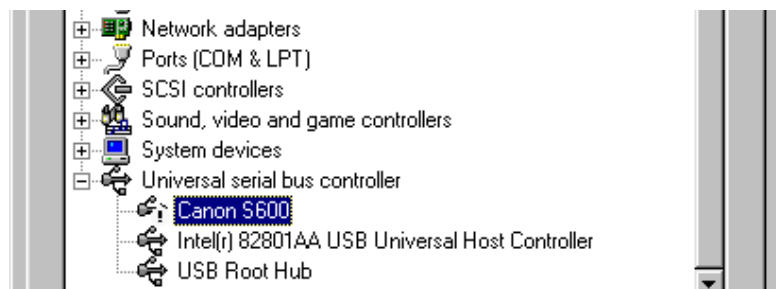 Network adapters
Ports (COM & LPT)
SCSI controllers
Sound, video and game controllers
System devices
Universal serial bus controller
Canon S600
Intel(r) 82801AA USB Universal Host Controller
USB Root Hub